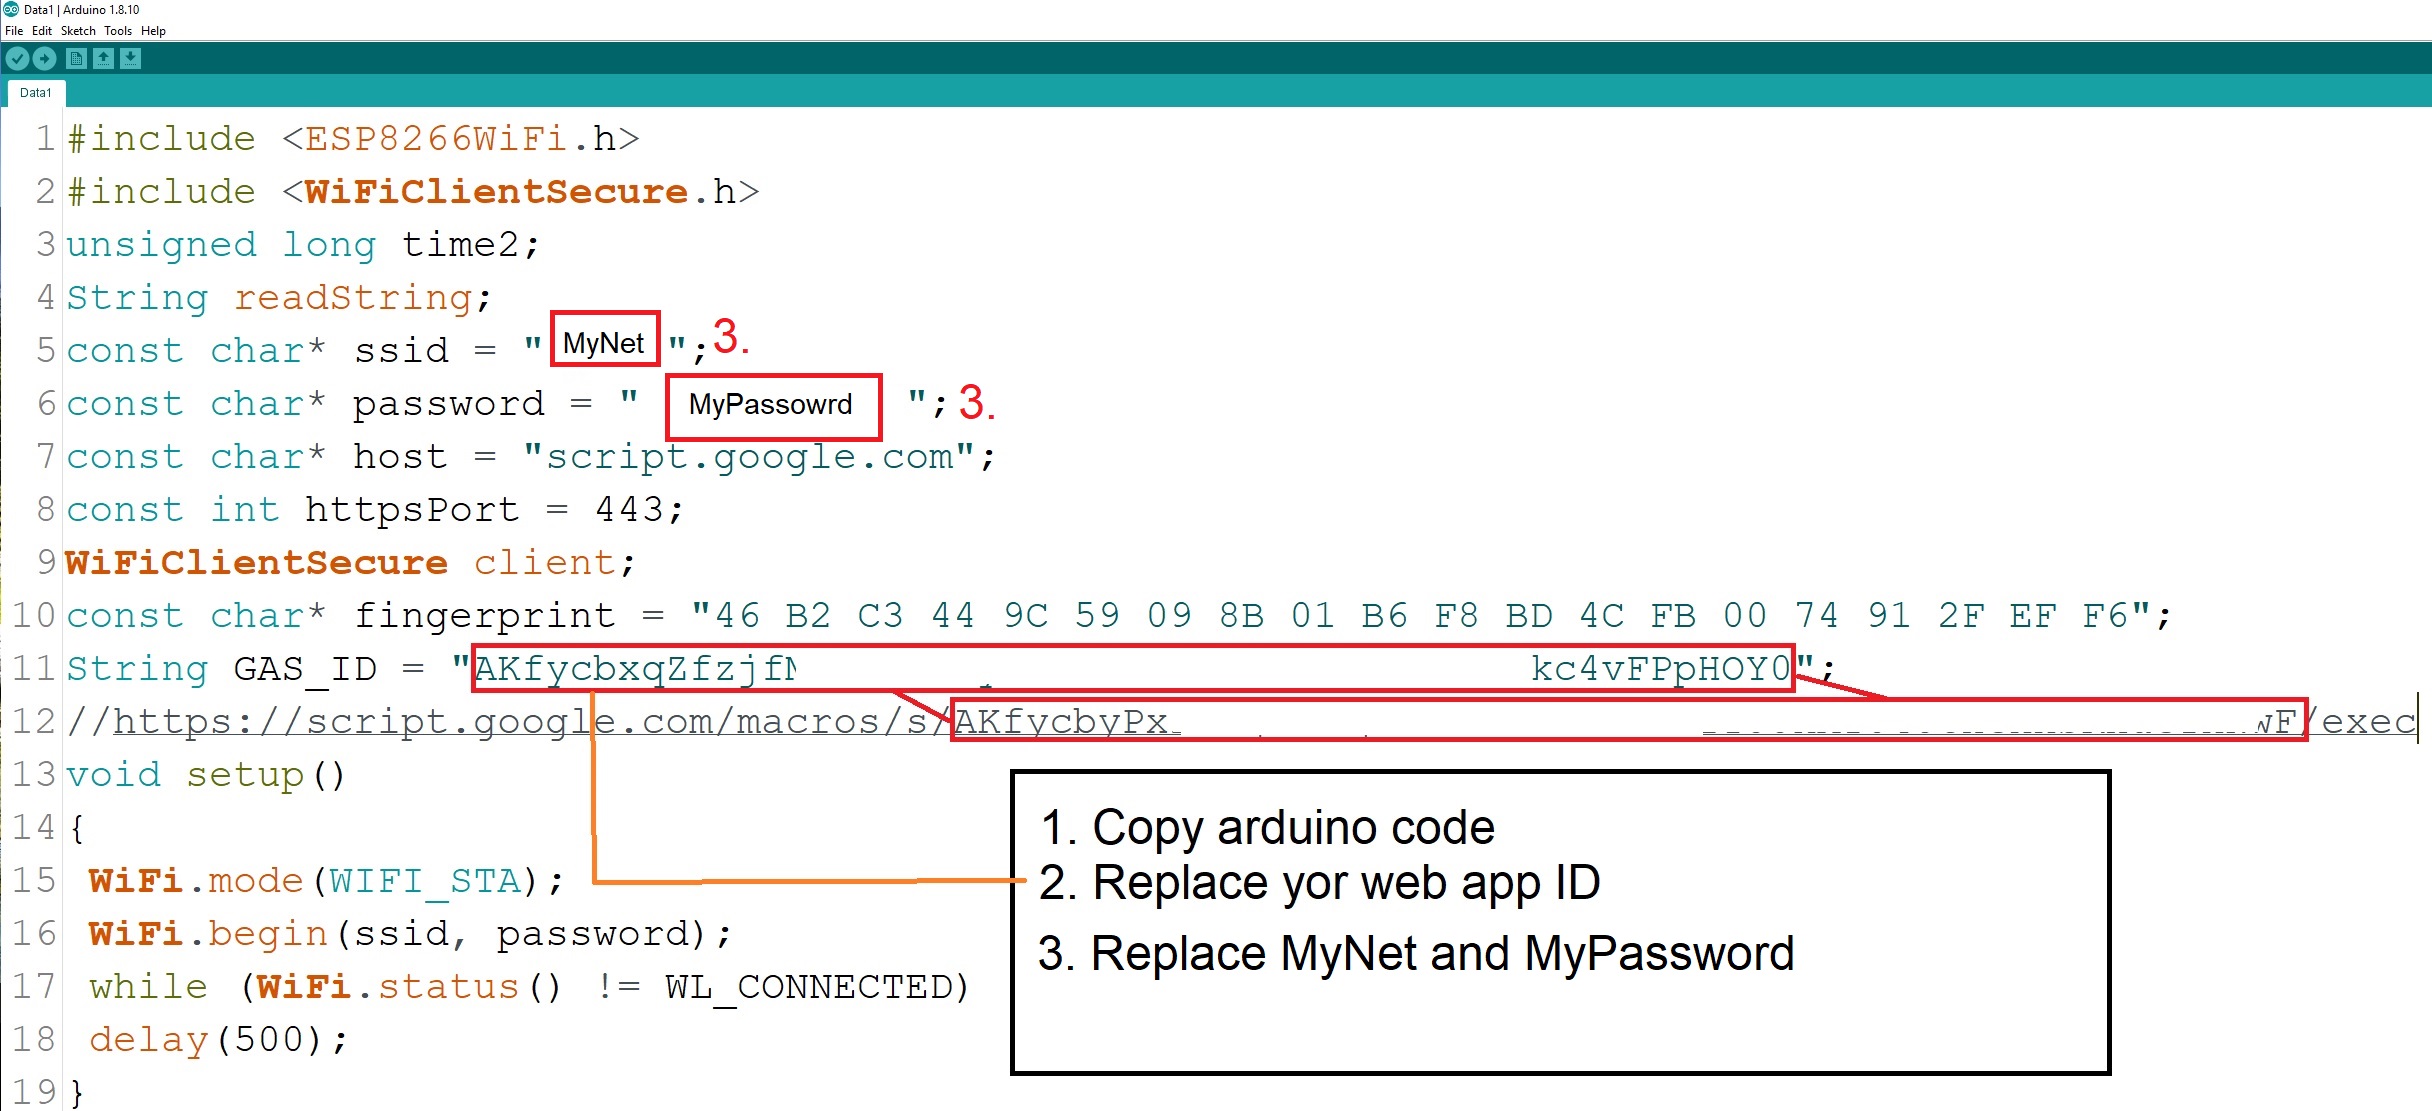 Data1 | Arduino 1.8.10
File Edit Sketch Tools Help
Data1
1 #include <ESP8266WiFi.h>
2 #include <WiFiClientSecure.h>
3 unsigned long time2;
4 String readString;
5 const char* ssid = " MyNet "; 3.
6 const char* password = " MyPassowrd "; 3.
7 const char* host = "script.google.com";
8 const int httpsPort = 443;
9 WiFiClientSecure client;
10 const char* fingerprint = "46 B2 C3 44 9C 59 09 8B 01 B6 F8 BD 4C FB 00 74 91 2F EF F6";
11 String GAS_ID = "AKfycbxqZfzjf kc4vFPpHOY0";
12 //https://script.google.com/macros/s/AKfycbyPx wF/exec
13 void setup()
14 {
15 WiFi.mode(WIFI_STA);
16 WiFi.begin(ssid, password);
17 while (WiFi.status() != WL_CONNECTED)
18 delay(500);
19 }
1. Copy arduino code
2. Replace yor web app ID
3. Replace MyNet and MyPassword